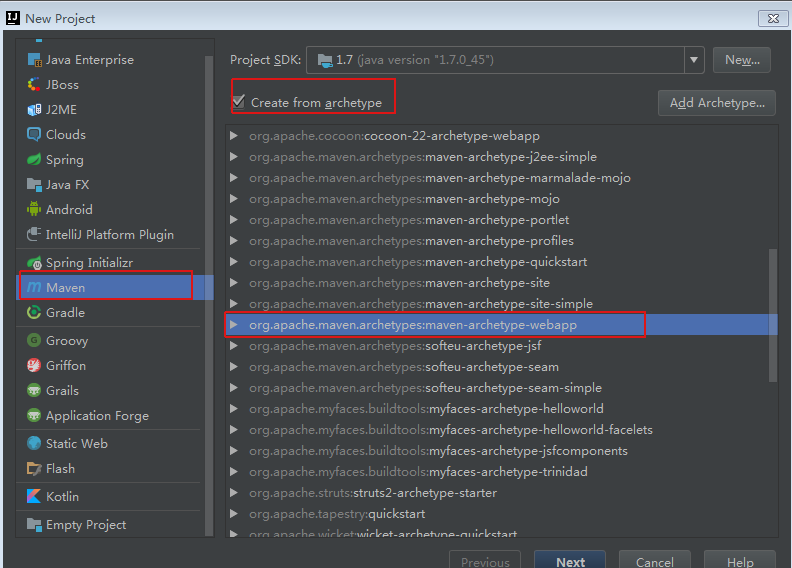 New Project
Java Enterprise
JBoss
J2ME
Clouds
Spring
Java FX
Android
IntelliJ Platform Plugin
Spring Initializr
Maven
Gradle
Groovy
Griffon
Grails
Application Forge
Static Web
Flash
Kotlin
Empty Project
Project SDK: 1.7 (java version "1.7.0_45") New...
Create from archetype Add Archetype...
org.apache.cocoon:cocoon-22-archetype-webapp
org.apache.maven.archetypes:maven-archetype-j2ee-simple
org.apache.maven.archetypes:maven-archetype-marmalade-mojo
org.apache.maven.archetypes:maven-archetype-mojo
org.apache.maven.archetypes:maven-archetype-portlet
org.apache.maven.archetypes:maven-archetype-profiles
org.apache.maven.archetypes:maven-archetype-quickstart
org.apache.maven.archetypes:maven-archetype-site
org.apache.maven.archetypes:maven-archetype-site-simple
org.apache.maven.archetypes:maven-archetype-webapp
org.apache.maven.archetypes:softeu-archetype-jsf
org.apache.maven.archetypes:softeu-archetype-seam
org.apache.maven.archetypes:softeu-archetype-seam-simple
org.apache.myfaces.buildtools:myfaces-archetype-helloworld
org.apache.myfaces.buildtools:myfaces-archetype-helloworld-facelets
org.apache.myfaces.buildtools:myfaces-archetype-jsfcomponents
org.apache.myfaces.buildtools:myfaces-archetype-trinidad
org.apache.struts:struts2-archetype-starter
org.apache.tapestry:quickstart
org.apache.wicket:wicket-archetype-quickstart
Previous Next Cancel Help